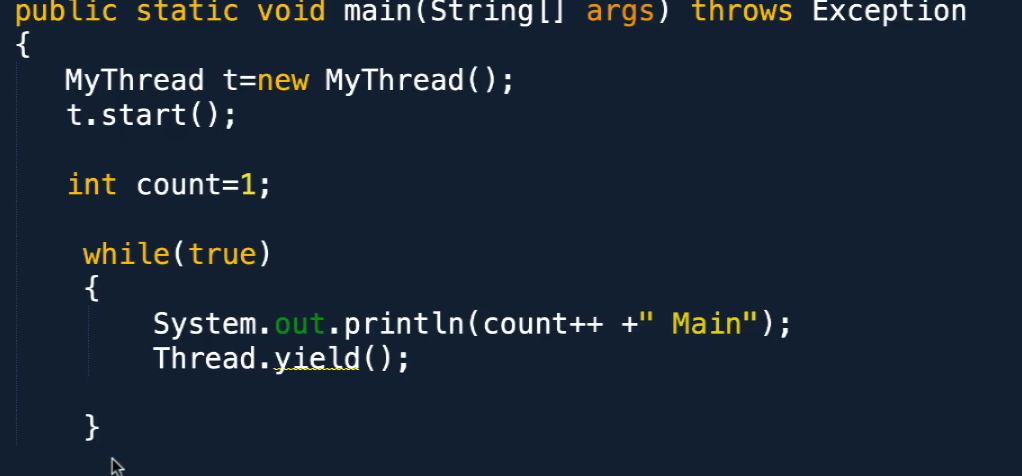 public static void main(String[] args) throws Exception
{
MyThread t=new MyThread();
t.start();
int count=1;
while(true)
{
System.out.println(count++ +" Main");
Thread.yield();
}